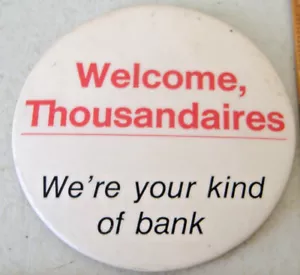 Welcome,
Thousandaires
We're your kind
of bank